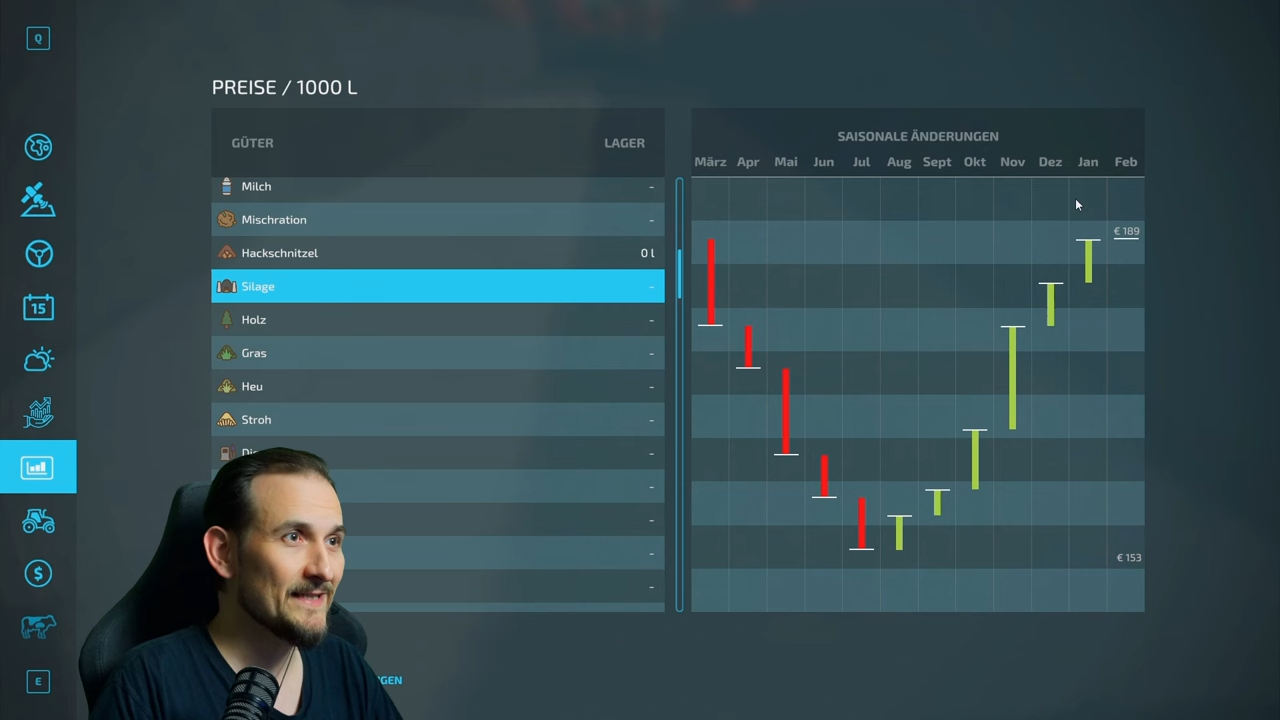 Q
PREISE / 1000 L
GÜTER LAGER
SAISONALE ÄNDERUNGEN
März Apr Mai Jun Jul Aug Sept Okt Nov Dez Jan Feb
15
Milch -
Mischration -
Hackschnitzel 0 l
Silage -
Holz -
Gras -
Heu -
Stroh -
-
-
-
-
-
€ 189
€ 153
$
E